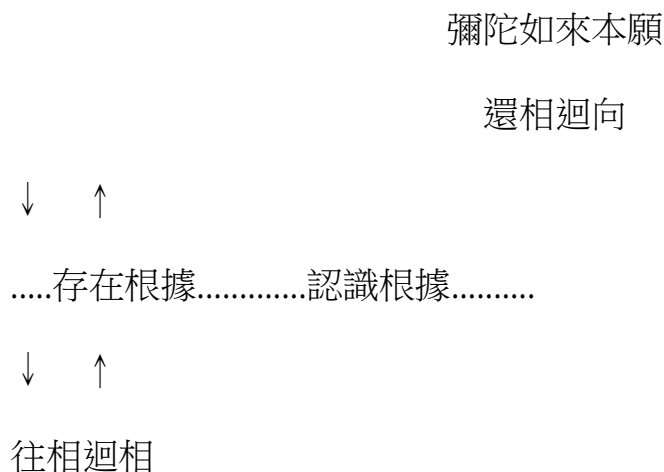 彌陀如來本願
還相迴向
↓ ↑
.....存在根據.............認識根據..........
↓ ↑
往相迴相